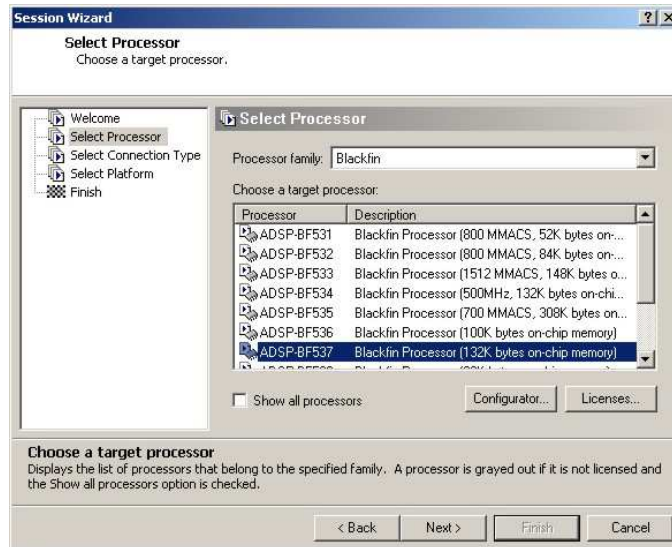 Session Wizard
Select Processor
Choose a target processor.
Welcome
Select Processor
Select Connection Type
Select Platform
Finish
Select Processor
Processor family: Blackfin
Choose a target processor:
Processor Description
ADSP-BF531 Blackfin Processor (800 MMACS, 52K bytes on-...
ADSP-BF532 Blackfin Processor (800 MMACS, 84K bytes on-...
ADSP-BF533 Blackfin Processor (1512 MMACS, 148K bytes o...
ADSP-BF534 Blackfin Processor (500MHz, 132K bytes on-chi...
ADSP-BF535 Blackfin Processor (700 MMACS, 308K bytes on...
ADSP-BF536 Blackfin Processor (100K bytes on-chip memory)
ADSP-BF537 Blackfin Processor (132K bytes on-chip memory)
Show all processors Configurator... Licenses...
Choose a target processor
Displays the list of processors that belong to the specified family. A processor is grayed out if it is not licensed and
the Show all processors option is checked.
< Back Next > Finish Cancel